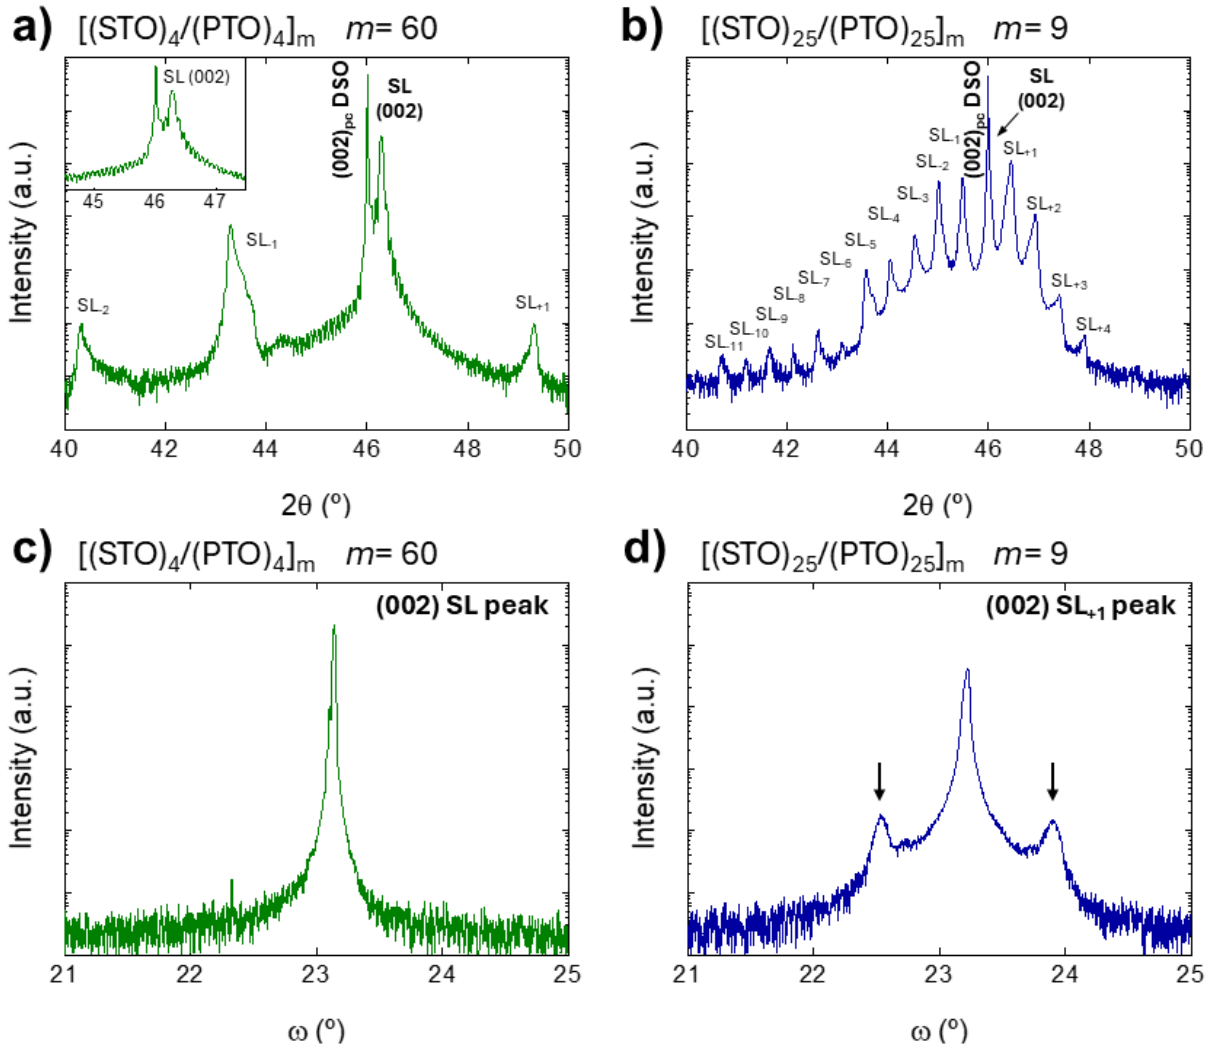 a) [(STO)₄/(PTO)₄]ₘ m= 60
Intensity (a.u.)
SL (002)
45 46 47
(002)pc DSO
SL
(002)
SL-2
SL-1
SL+1
40 42 44 46 48 50
2θ (º)
b) [(STO)₂₅/(PTO)₂₅]ₘ m= 9
Intensity (a.u.)
(002)pc DSO
SL
(002)
SL-11
SL-10
SL-9
SL-8
SL-7
SL-6
SL-5
SL-4
SL-3
SL-2
SL-1
SL+1
SL+2
SL+3
SL+4
40 42 44 46 48 50
2θ (º)
c) [(STO)₄/(PTO)₄]ₘ m= 60
(002) SL peak
Intensity (a.u.)
21 22 23 24 25
ω (º)
d) [(STO)₂₅/(PTO)₂₅]ₘ m= 9
(002) SL+1 peak
Intensity (a.u.)
21 22 23 24 25
ω (º)